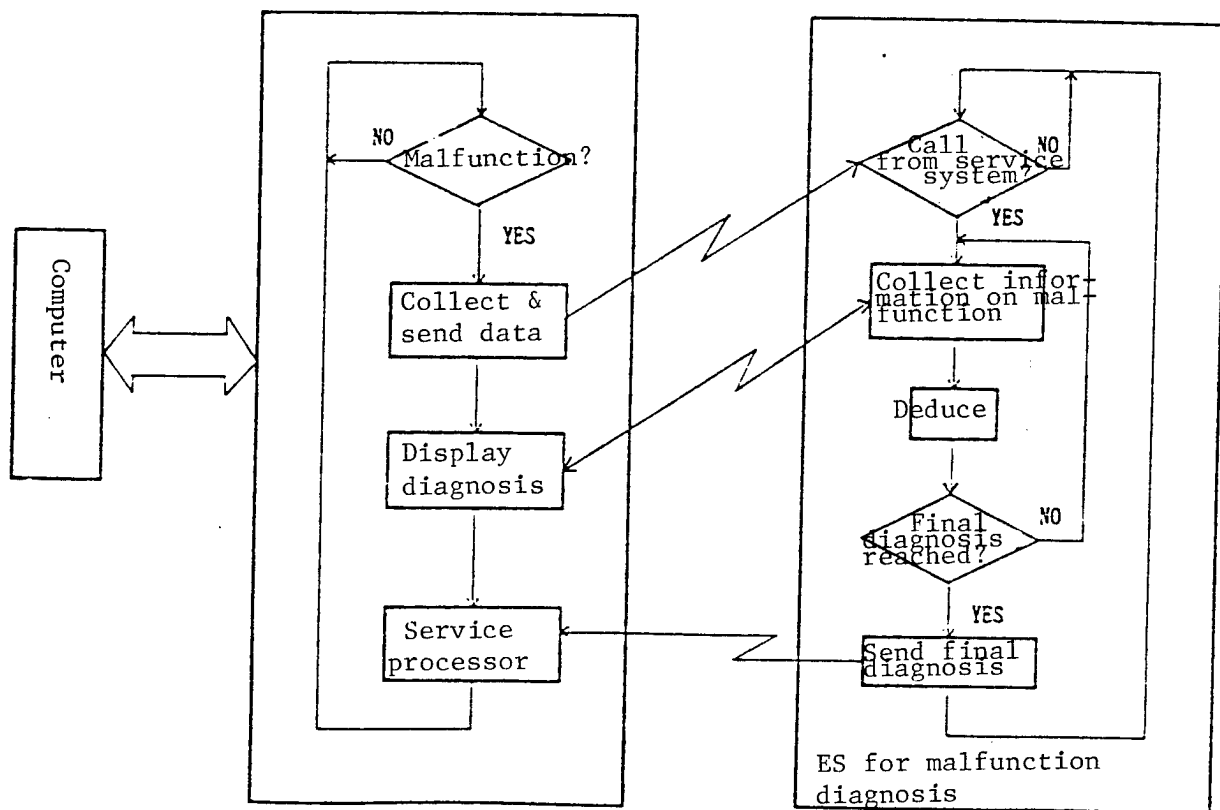 Computer
NO
Malfunction?
YES
Collect &
send data
Display
diagnosis
Service
processor
Call
from service
system?
NO
YES
Collect infor-
mation on mal-
function
Deduce
Final
diagnosis
reached?
NO
YES
Send final
diagnosis
ES for malfunction
diagnosis